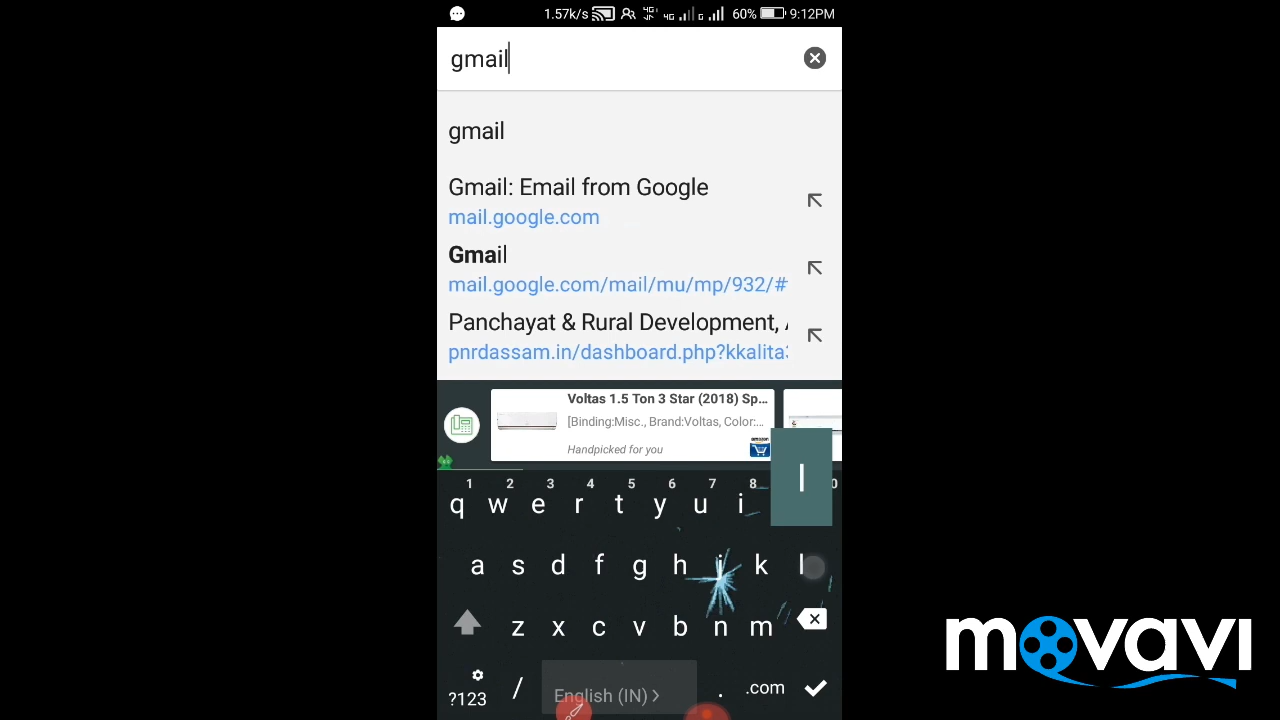 1.57k/s 4G 4G G 60% 9:12PM
gmail
gmail
Gmail: Email from Google
mail.google.com
Gmail
mail.google.com/mail/mu/mp/932/#
Panchayat & Rural Development,
pnrdassam.in/dashboard.php?kkalita
Voltas 1.5 Ton 3 Star (2018) Sp...
[Binding:Misc., Brand:Voltas, Color:...
Handpicked for you
amazon
l
1 2 3 4 5 6 7 8 0
q w e r t y u i
a s d f g h j k l
z x c v b n m
?123 / English (IN) > . .com
movavi